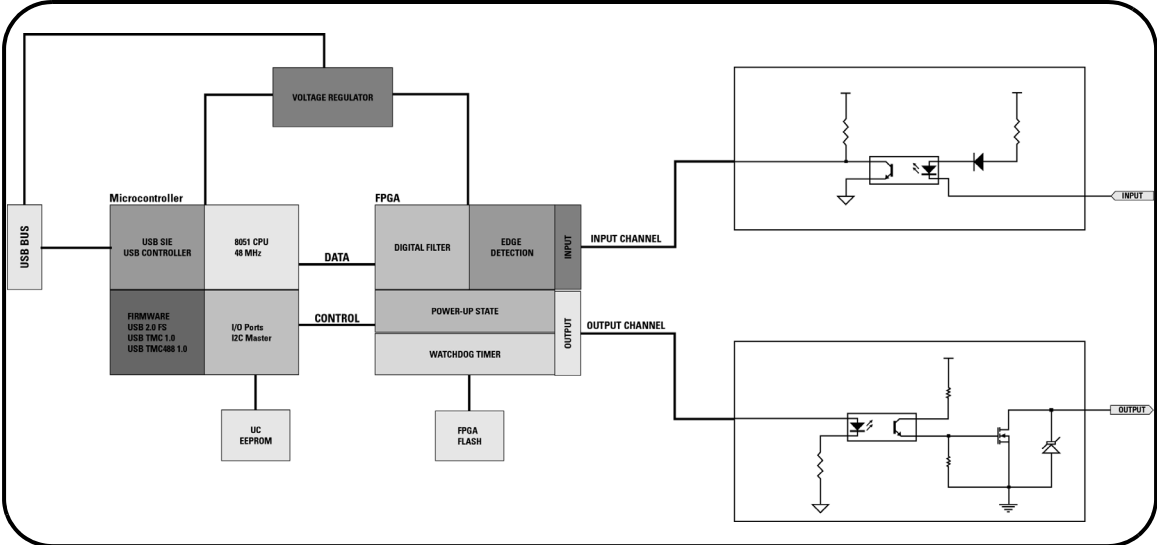 VOLTAGE REGULATOR
Microcontroller
FPGA
USB BUS
USB SIE
USB CONTROLLER
8051 CPU
48 MHz
DATA
DIGITAL FILTER
EDGE
DETECTION
INPUT
INPUT CHANNEL
INPUT
FIRMWARE
USB 2.0 FS
USB TMC 1.0
USB TMC488 1.0
I/O Ports
I2C Master
CONTROL
POWER-UP STATE
WATCHDOG TIMER
OUTPUT
OUTPUT CHANNEL
OUTPUT
UC
EEPROM
FPGA
FLASH